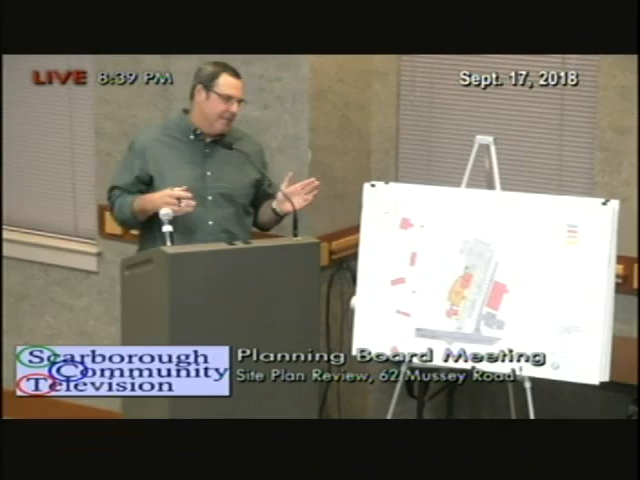 LIVE 8:39 PM
Sept. 17, 2018
Scarborough
Community
Television
Planning Board Meeting
Site Plan Review, 62 Mussey Road